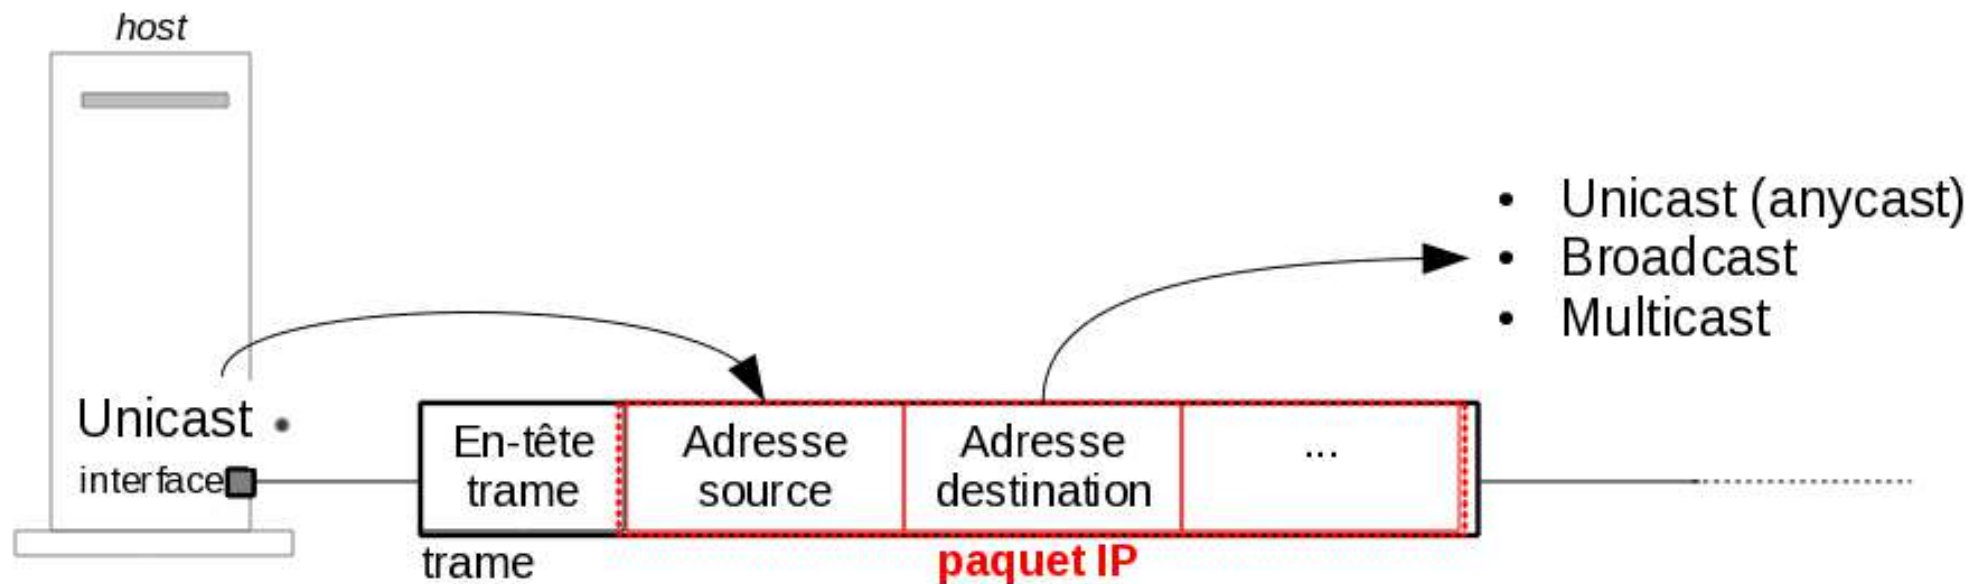 host
• Unicast (anycast)
• Broadcast
• Multicast
Unicast •
interface
En-tête
trame
Adresse
source
Adresse
destination
...
trame
paquet IP